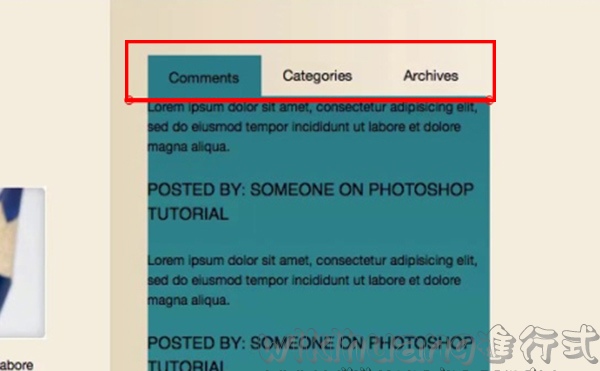 Comments Categories Archives
Lorem ipsum dolor sit amet, consectetur adipisicing elit,
sed do eiusmod tempor incididunt ut labore et dolore
magna aliqua.
POSTED BY: SOMEONE ON PHOTOSHOP
TUTORIAL
Lorem ipsum dolor sit amet, consectetur adipisicing elit,
sed do eiusmod tempor incididunt ut labore et dolore
magna aliqua.
POSTED BY: SOMEONE ON PHOTOSHOP
TUTORIAL
abore
進行式